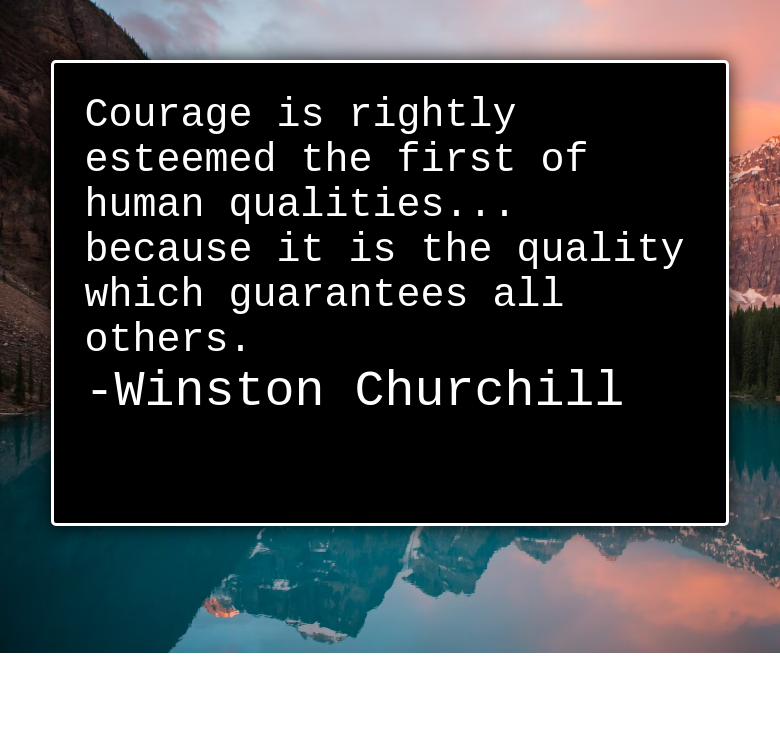 Courage is rightly
esteemed the first of
human qualities...
because it is the quality
which guarantees all
others.
-Winston Churchill